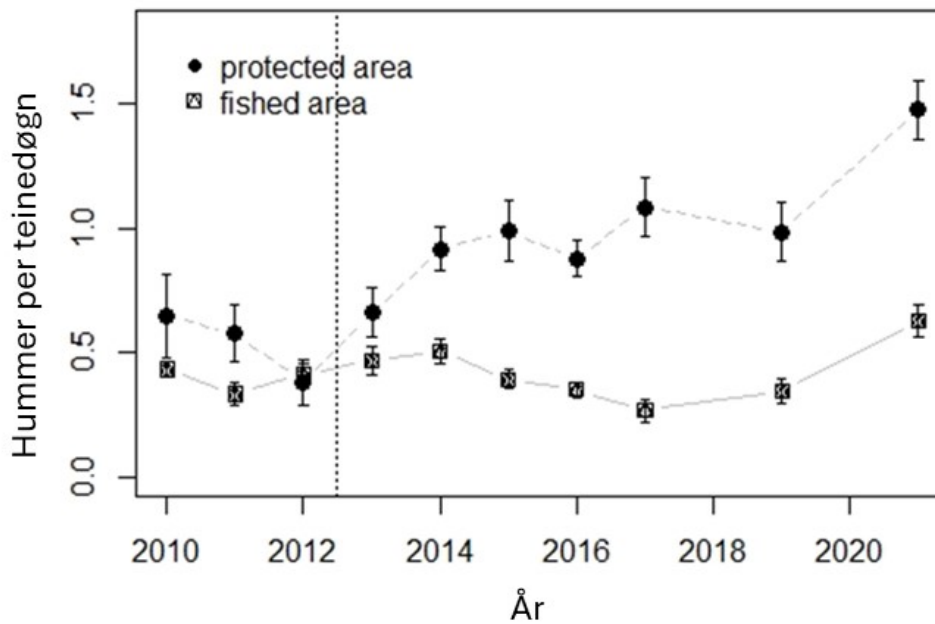 protected area
fished area
Hummer per teinedøgn
1.5
1.0
0.5
0.0
2010 2012 2014 2016 2018 2020
År